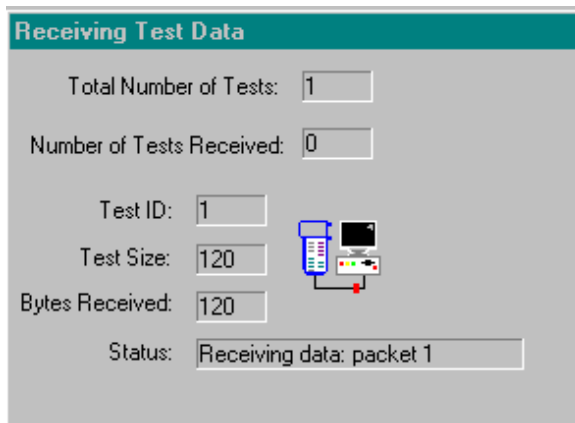 Receiving Test Data
Total Number of Tests: 1
Number of Tests Received: 0
Test ID: 1
Test Size: 120
Bytes Received: 120
Status: Receiving data: packet 1